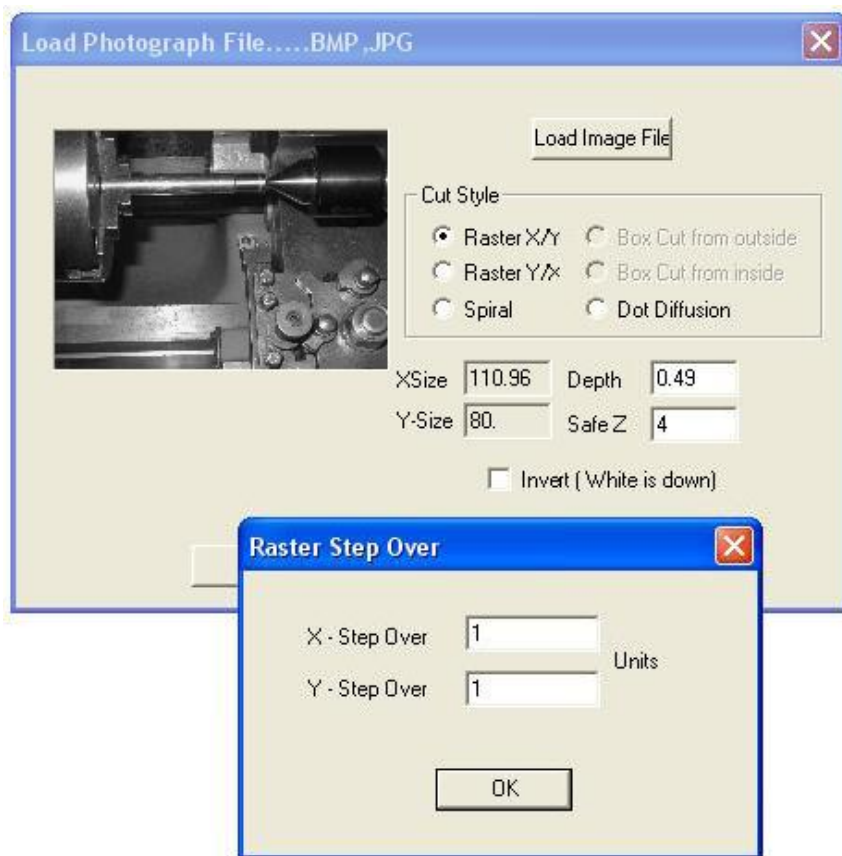 Load Photograph File.....BMP,JPG
Load Image File
Cut Style
Raster X/Y Box Cut from outside
Raster Y/X Box Cut from inside
Spiral Dot Diffusion
XSize 110.96 Depth 0.49
Y-Size 80. Safe Z 4
Invert ( White is down)
Raster Step Over
X - Step Over 1
Units
Y - Step Over 1
OK